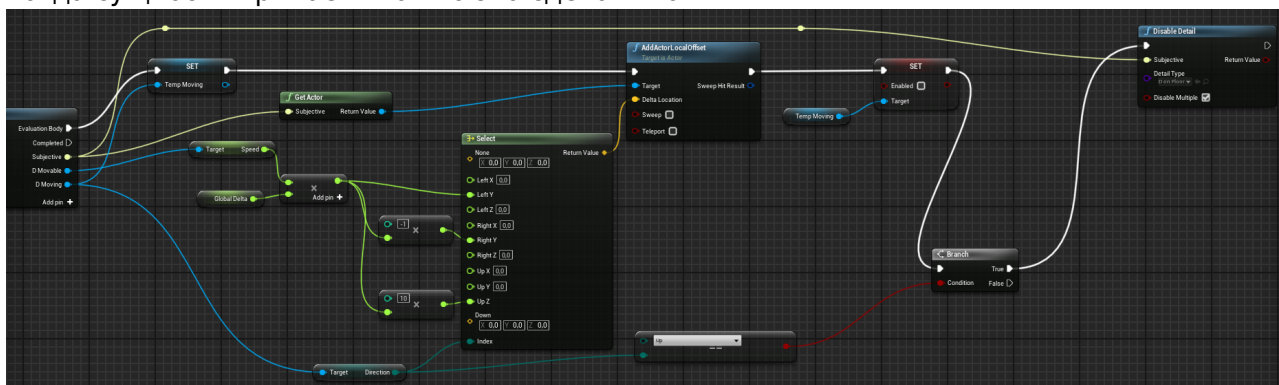 SET
Temp Moving
Evaluation Body
Completed
Subjective
D Movable
D Moving
Add pin +
Get Actor
Subjective Return Value
Target Speed
Global Delta
×
Add pin +
-1 ×
10 ×
Select
None Return Value
X 0,0 Y 0,0 Z 0,0
Left X 0,0
Left Y
Left Z 0,0
Right X 0,0
Right Y
Right Z 0,0
Up X 0,0
Up Y 0,0
Up Z
Down
X 0,0 Y 0,0 Z 0,0
Index
Target Direction
AddActorLocalOffset
Target is Actor
Target Sweep Hit Result
Delta Location
Sweep
Teleport
Temp Moving
SET
Enabled
Target
Up
==
Branch
True
Condition False
Disable Detail
Subjective Return Value
Detail Type
D on Floor
Disable Multiple